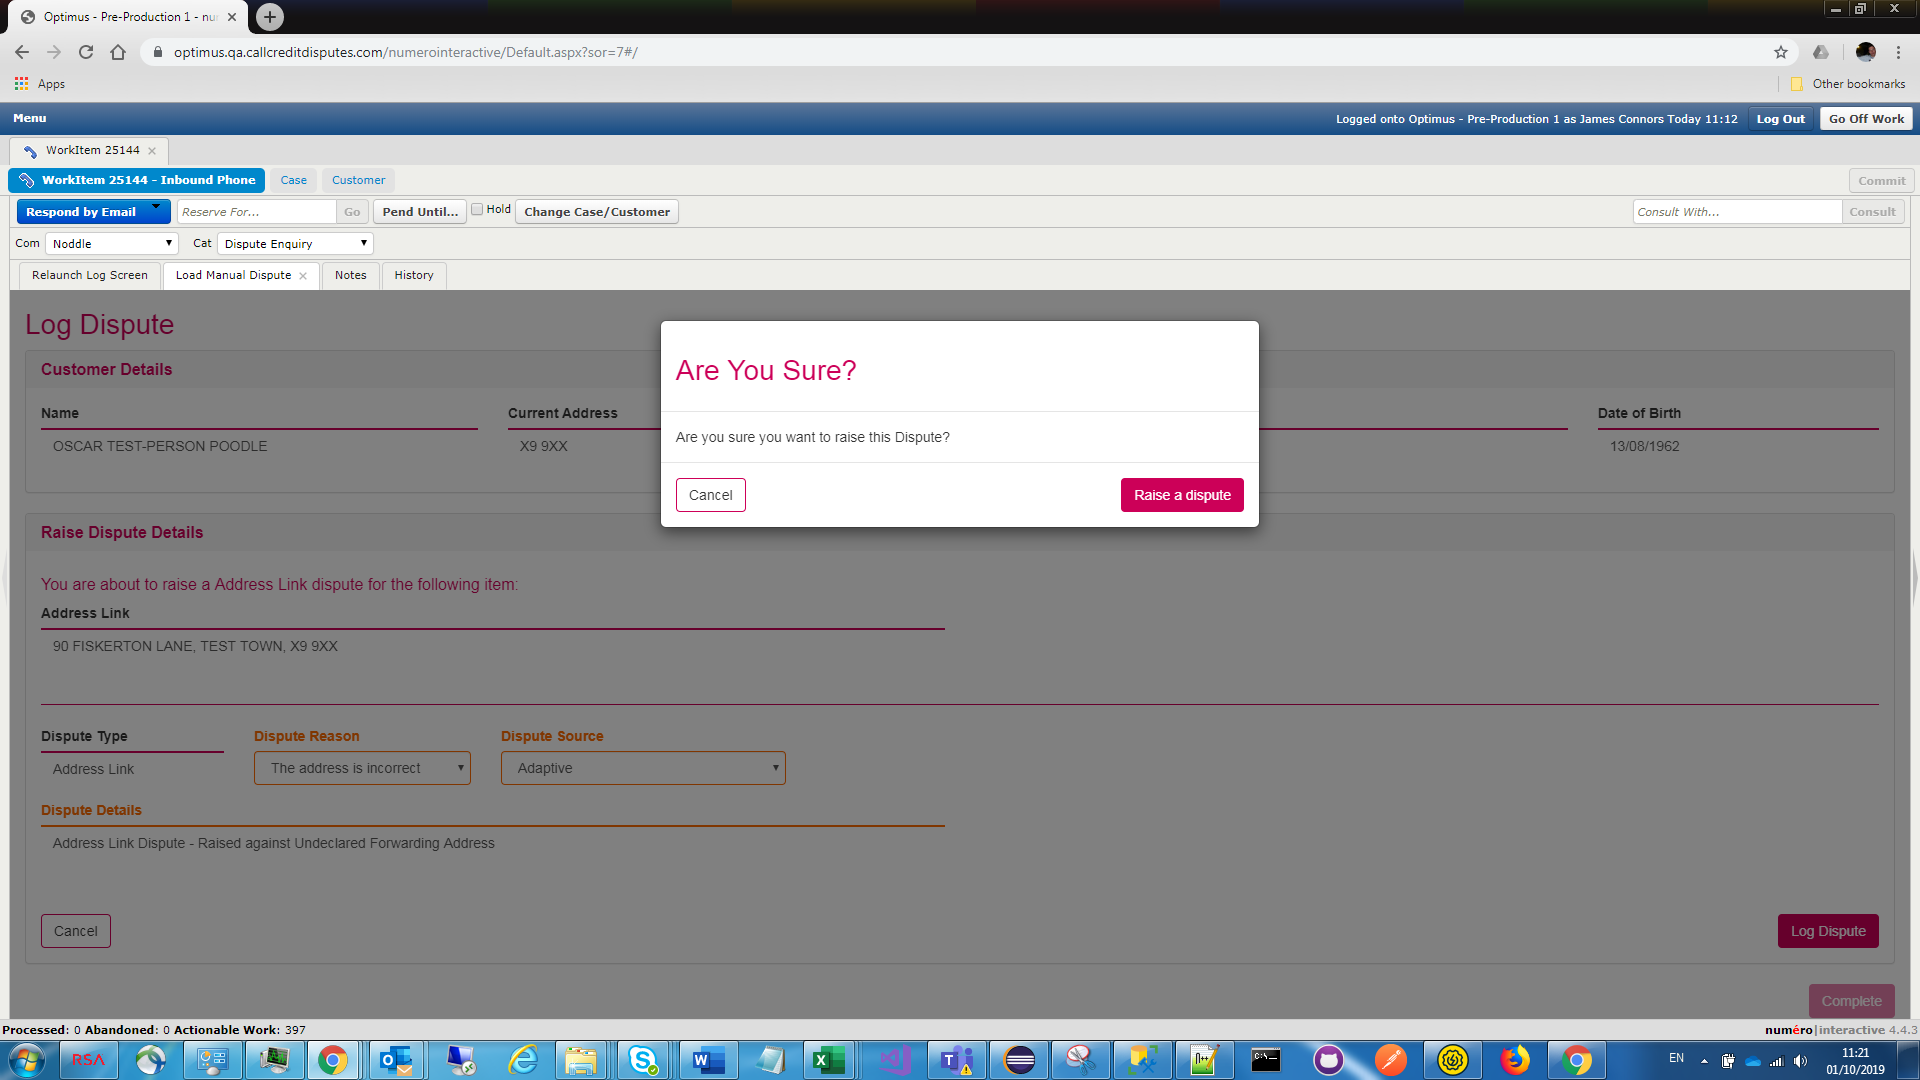 Optimus - Pre-Production 1 - nu
optimus.qa.callcreditdisputes.com/numerointeractive/Default.aspx?sor=7#/
Apps
Other bookmarks
Menu
Logged onto Optimus - Pre-Production 1 as James Connors Today 11:12
Log Out
Go Off Work
WorkItem 25144
WorkItem 25144 - Inbound Phone
Case
Customer
Commit
Respond by Email
Reserve For...
Go
Pend Until...
Hold
Change Case/Customer
Consult With...
Consult
Com
Noddle
Cat
Dispute Enquiry
Relaunch Log Screen
Load Manual Dispute
Notes
History
Log Dispute
Customer Details
Name
Current Address
Date of Birth
OSCAR TEST-PERSON POODLE
X9 9XX
13/08/1962
Are You Sure?
Are you sure you want to raise this Dispute?
Cancel
Raise a dispute
Raise Dispute Details
You are about to raise a Address Link dispute for the following item:
Address Link
90 FISKERTON LANE, TEST TOWN, X9 9XX
Dispute Type
Dispute Reason
Dispute Source
Address Link
The address is incorrect
Adaptive
Dispute Details
Address Link Dispute - Raised against Undeclared Forwarding Address
Cancel
Log Dispute
Complete
Processed: 0 Abandoned: 0 Actionable Work: 397
numéro|interactive 4.4.3
RSA
EN
11:21
01/10/2019